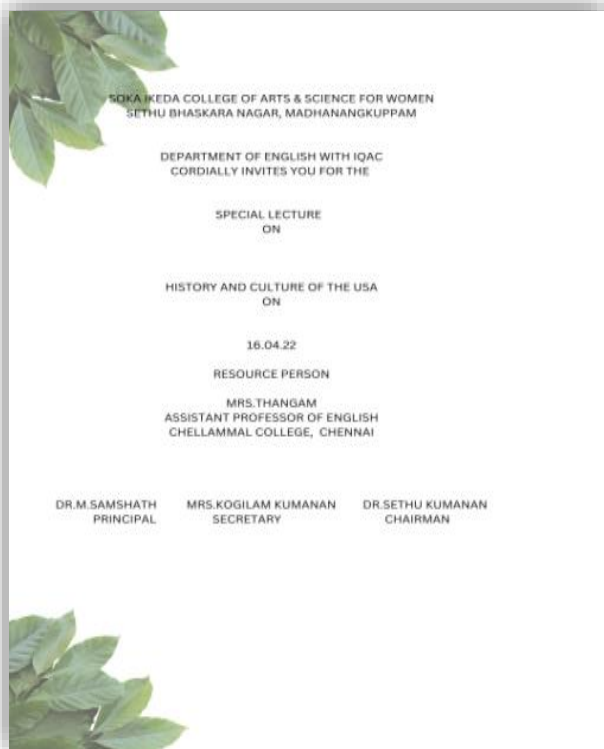 SOKA IKEDA COLLEGE OF ARTS & SCIENCE FOR WOMEN
SETHU BHASKARA NAGAR, MADHANANGKUPPAM
DEPARTMENT OF ENGLISH WITH IQAC
CORDIALLY INVITES YOU FOR THE
SPECIAL LECTURE
ON
HISTORY AND CULTURE OF THE USA
ON
16.04.22
RESOURCE PERSON
MRS.THANGAM
ASSISTANT PROFESSOR OF ENGLISH
CHELLAMMAL COLLEGE, CHENNAI
DR.M.SAMSHATH MRS.KOGILAM KUMANAN DR.SETHU KUMANAN
PRINCIPAL SECRETARY CHAIRMAN